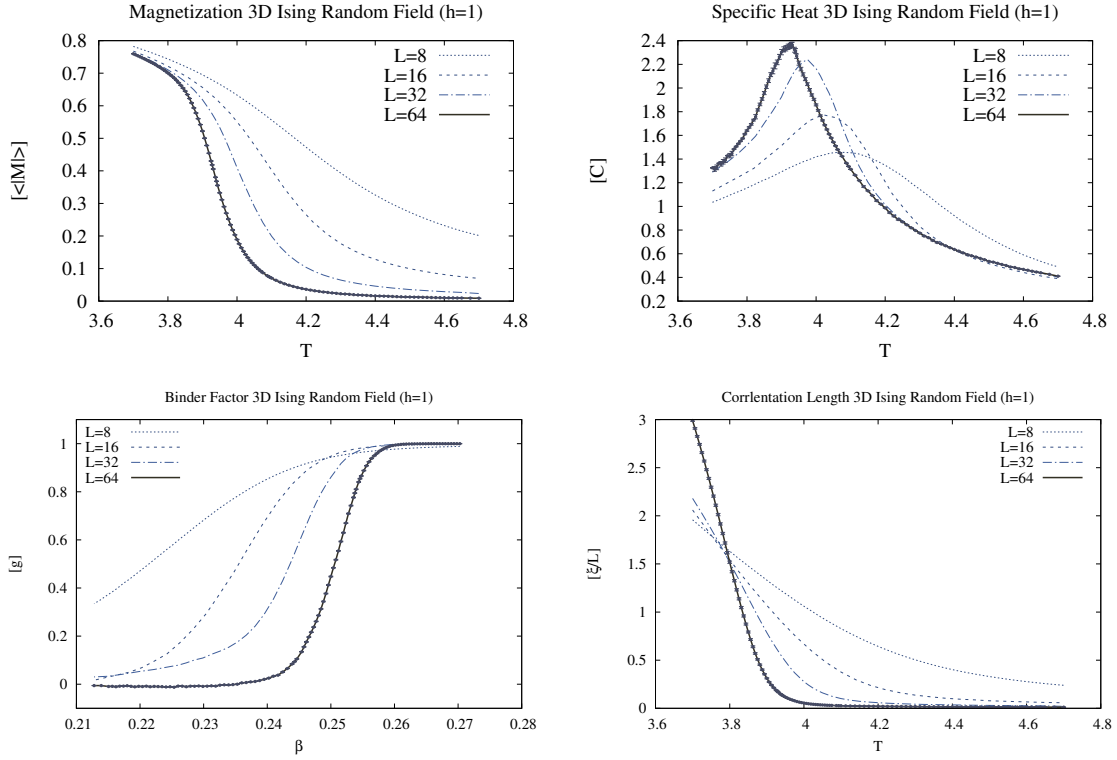 Magnetization 3D Ising Random Field (h=1)
0.8
0.7
0.6
0.5
0.4
0.3
0.2
0.1
0
[<|M|>]
L=8
L=16
L=32
L=64
3.6 3.8 4 4.2 4.4 4.6 4.8
T
Specific Heat 3D Ising Random Field (h=1)
2.4
2.2
2
1.8
1.6
1.4
1.2
1
0.8
0.6
0.4
0.2
[C]
L=8
L=16
L=32
L=64
3.6 3.8 4 4.2 4.4 4.6 4.8
T
Binder Factor 3D Ising Random Field (h=1)
L=8
L=16
L=32
L=64
1
0.8
0.6
0.4
0.2
0
[g]
0.21 0.22 0.23 0.24 0.25 0.26 0.27 0.28
β
Corrlentation Length 3D Ising Random Field (h=1)
3
2.5
2
1.5
1
0.5
0
[ξ/L]
L=8
L=16
L=32
L=64
3.6 3.8 4 4.2 4.4 4.6 4.8
T